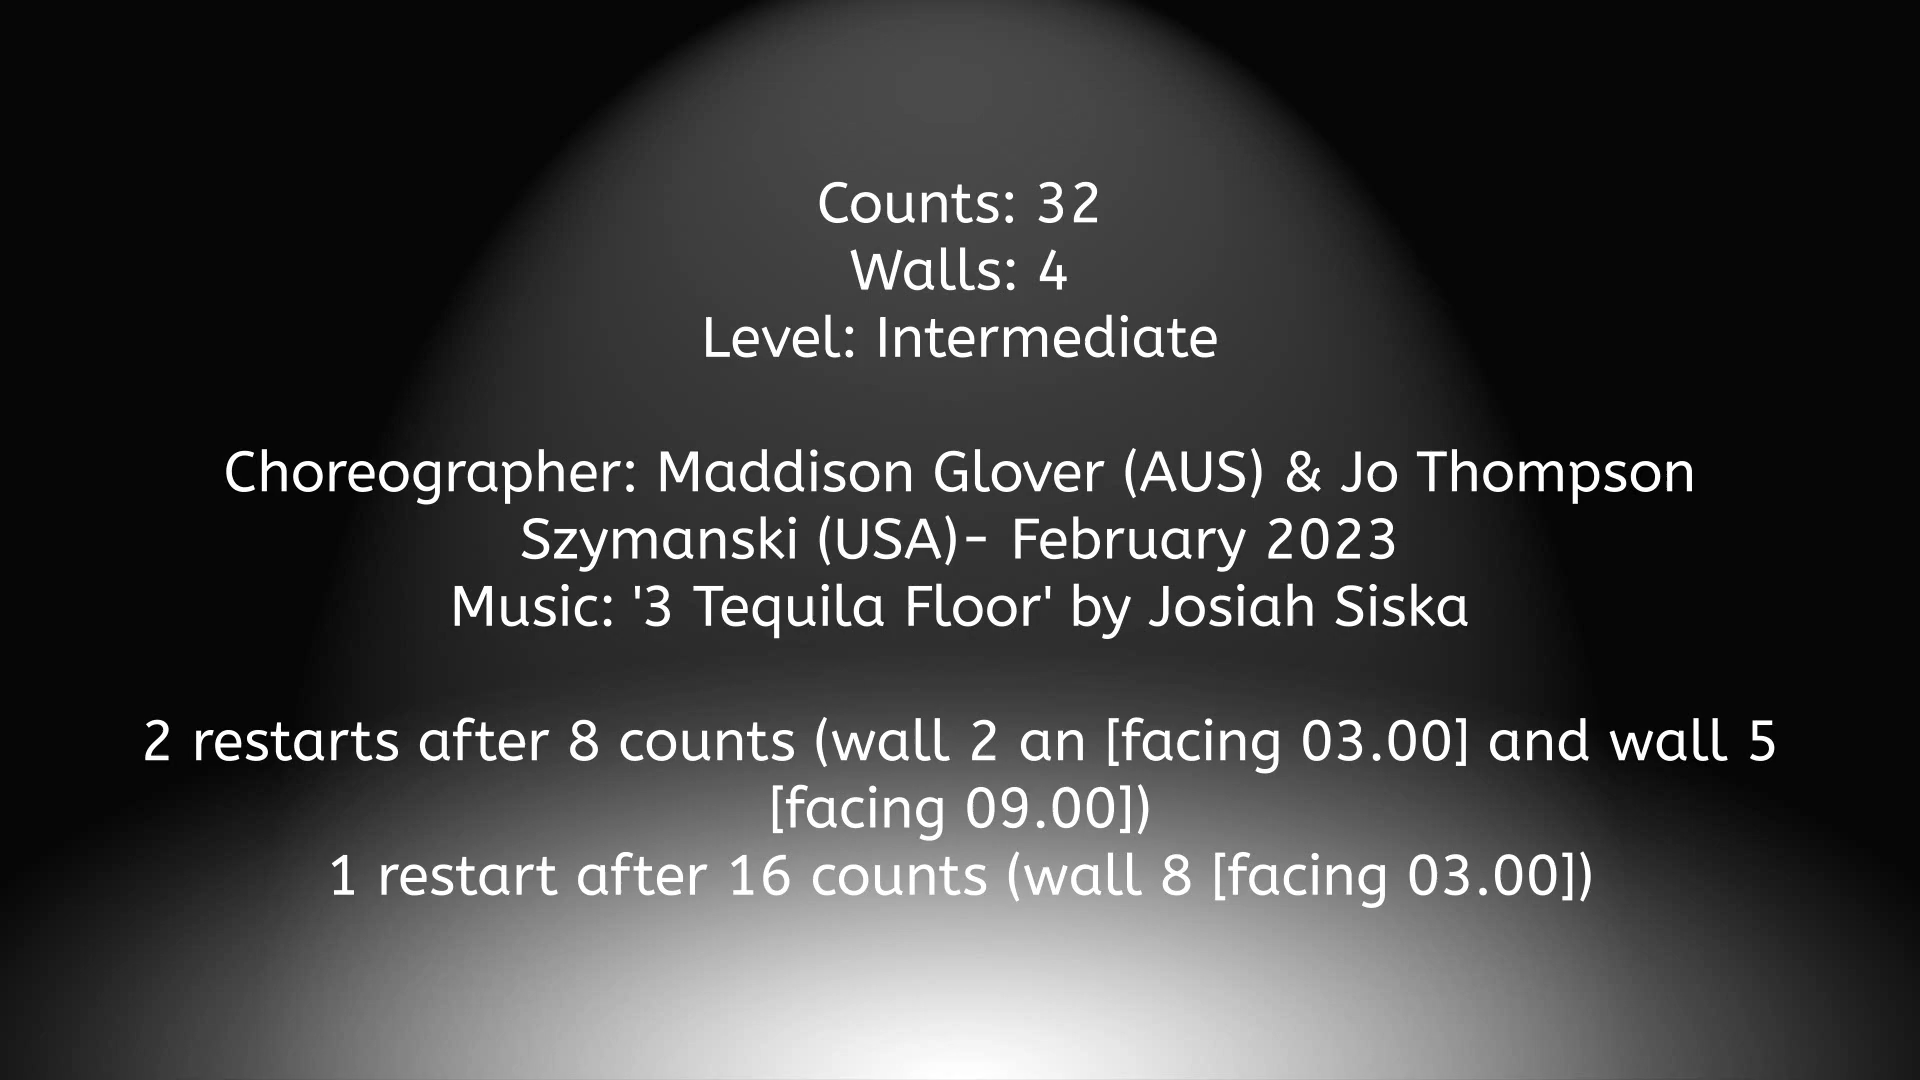 Counts: 32
Walls: 4
Level: Intermediate
Choreographer: Maddison Glover (AUS) & Jo Thompson
Szymanski (USA)- February 2023
Music: '3 Tequila Floor' by Josiah Siska
2 restarts after 8 counts (wall 2 an [facing 03.00] and wall 5
[facing 09.00])
1 restart after 16 counts (wall 8 [facing 03.00])